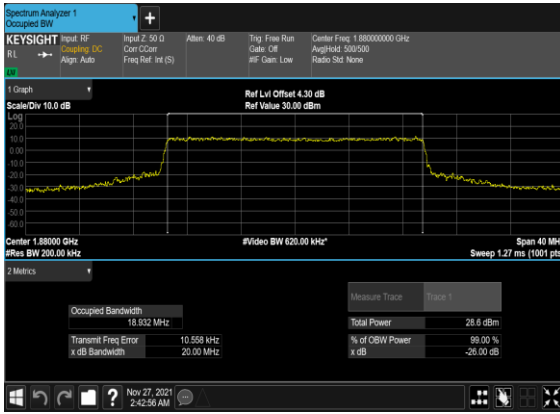 Spectrum Analyzer 1
Occupied BW
+
KEYSIGHT
RL
Input: RF
Coupling: DC
Align: Auto
Input Z: 50 Ω
Corr CCorr
Freq Ref: Int (S)
Atten: 40 dB
Trig: Free Run
Gate: Off
#IF Gain: Low
Center Freq: 1.880000000 GHz
Avg|Hold: 500/500
Radio Std: None
1 Graph
Scale/Div 10.0 dB
Ref Lvl Offset 4.30 dB
Ref Value 30.00 dBm
Log
20.0
10.0
0.00
-10.0
-20.0
-30.0
-40.0
-50.0
-60.0
Center 1.88000 GHz
#Video BW 620.00 kHz*
Span 40 MH
#Res BW 200.00 kHz
Sweep 1.27 ms (1001 pts
2 Metrics
Measure Trace Trace 1
Occupied Bandwidth
18.932 MHz
Total Power 28.6 dBm
Transmit Freq Error 10.558 kHz
% of OBW Power 99.00 %
x dB Bandwidth 20.00 MHz
x dB -26.00 dB
?
Nov 27, 2021
2:42:56 AM